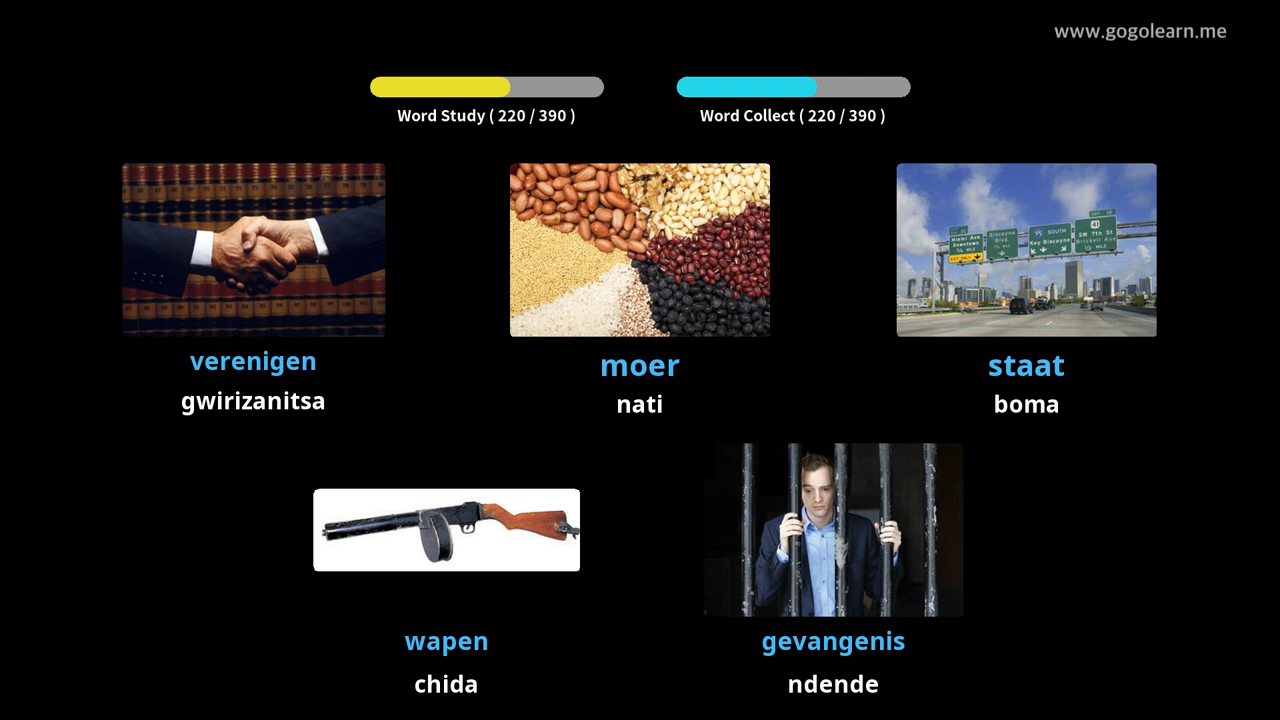 www.gogolearn.me
Word Study ( 220 / 390 )
Word Collect ( 220 / 390 )
verenigen
moer
staat
gwirizanitsa
nati
boma
wapen
gevangenis
chida
ndende